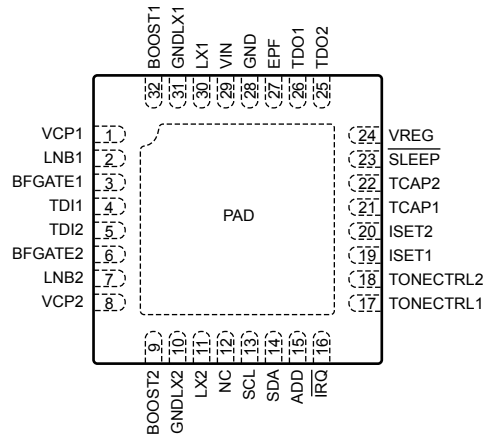 BOOST1
GNDLX1
LX1
VIN
GND
EPF
TDO1
TDO2
32
31
30
29
28
27
26
25
VCP1 1
LNB1 2
BFGATE1 3
TDI1 4
TDI2 5
BFGATE2 6
LNB2 7
VCP2 8
PAD
24 VREG
23 SLEEP
22 TCAP2
21 TCAP1
20 ISET2
19 ISET1
18 TONECTRL2
17 TONECTRL1
9
10
11
12
13
14
15
16
BOOST2
GNDLX2
LX2
NC
SCL
SDA
ADD
IRQ